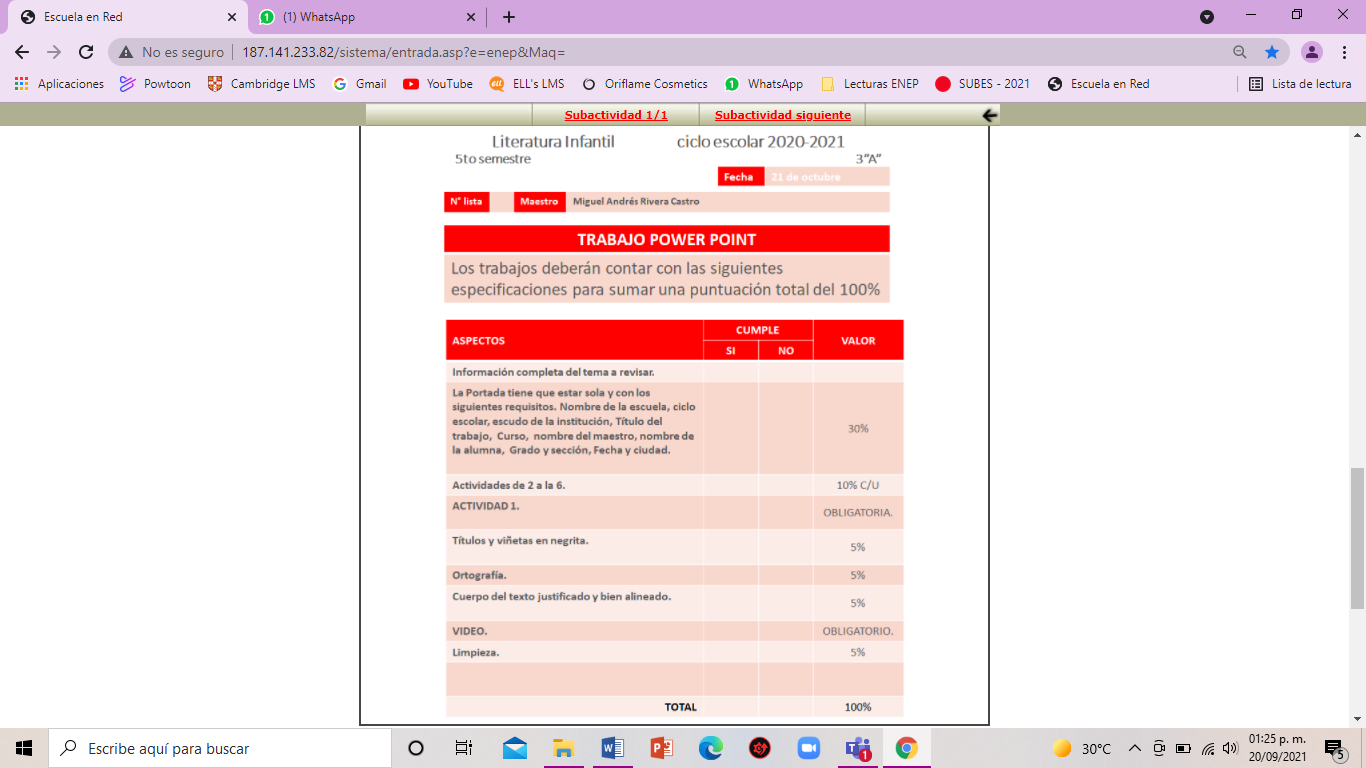 Escuela en Red
(1) WhatsApp
No es seguro
187.141.233.82/sistema/entrada.asp?e=enep&Maq=
Aplicaciones
Powtoon
Cambridge LMS
Gmail
YouTube
ELL's LMS
Oriflame Cosmetics
WhatsApp
Lecturas ENEP
SUBES - 2021
Escuela en Red
Lista de lectura
Subactividad 1/1
Subactividad siguiente
Literatura Infantil ciclo escolar 2020-2021
5to semestre 3"A"
Fecha 21 de octubre
N° lista Maestro Miguel Andrés Rivera Castro
TRABAJO POWER POINT
Los trabajos deberán contar con las siguientes
especificaciones para sumar una puntuación total del 100%
ASPECTOS CUMPLE VALOR
SI NO
Información completa del tema a revisar.
La Portada tiene que estar sola y con los
siguientes requisitos. Nombre de la escuela, ciclo
escolar, escudo de la institución, Título del
trabajo, Curso, nombre del maestro, nombre de
la alumna, Grado y sección, Fecha y ciudad.
30%
Actividades de 2 a la 6. 10% C/U
ACTIVIDAD 1. OBLIGATORIA.
Títulos y viñetas en negrita. 5%
Ortografía. 5%
Cuerpo del texto justificado y bien alineado. 5%
VIDEO. OBLIGATORIO.
Limpieza. 5%
TOTAL 100%
Escribe aquí para buscar
1
30°C
01:25 p. m.
20/09/2021
5